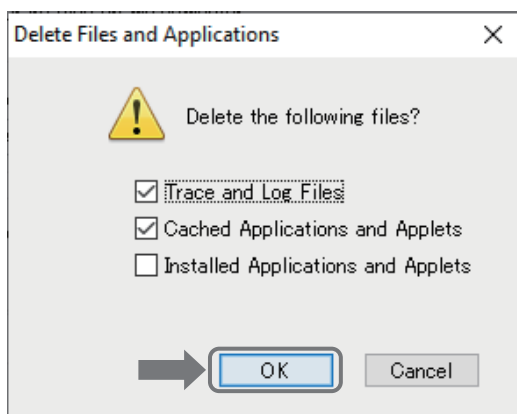 Delete Files and Applications
Delete the following files?
Trace and Log Files
Cached Applications and Applets
Installed Applications and Applets
OK
Cancel